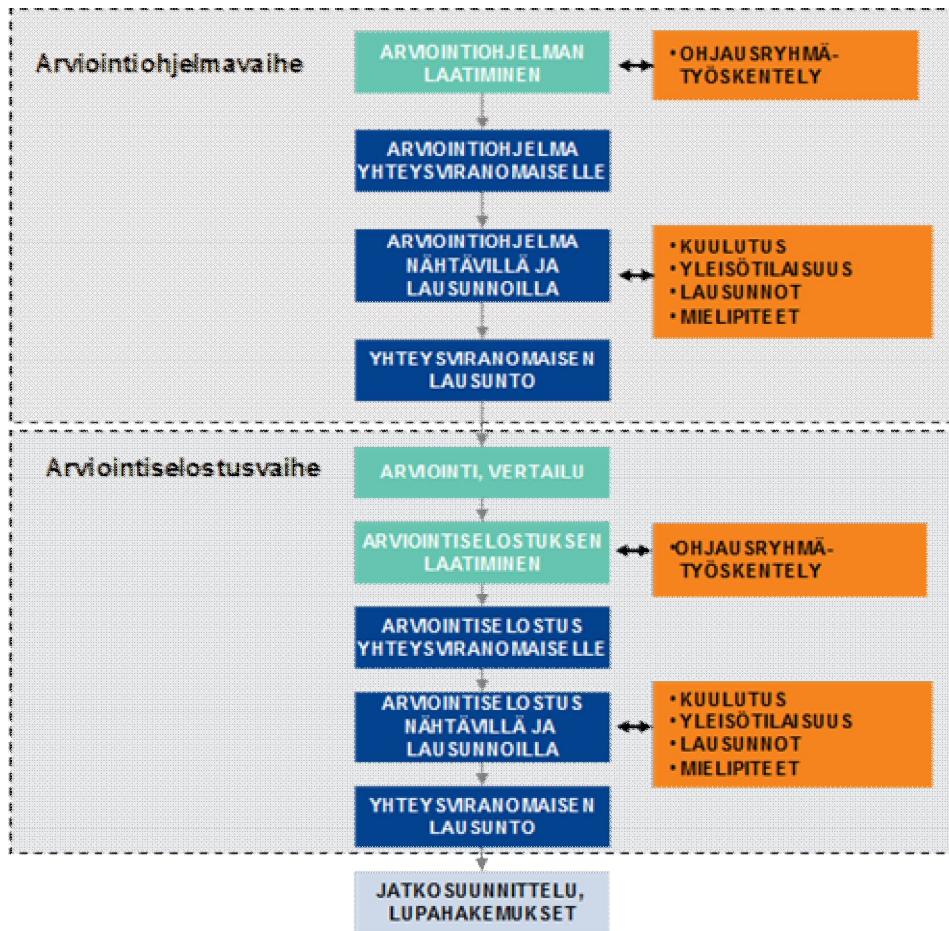 Arviointiohjelmavaihe
ARVIOINTIOHJELMAN
LAATIMINEN
• OHJAUSRYHMÄ-
TYÖSKENTELY
ARVIOINTIOHJELMA
YHTEYSVIRANOMAISELLE
ARVIOINTIOHJELMA
NÄHTÄVILLÄ JA
LAUSUNNOILLA
• KUULUTUS
• YLEISÖTILAISUUS
• LAUSUNNOT
• MIELIPITEET
YHTEYSVIRANOMAISEN
LAUSUNTO
Arviointiselostusvaihe
ARVIOINTI, VERTAILU
ARVIOINTISELOSTUKSEN
LAATIMINEN
•OHJAUSRYHMÄ-
TYÖSKENTELY
ARVIOINTISELOSTUS
YHTEYSVIRANOMAISELLE
ARVIOINTISELOSTUS
NÄHTÄVILLÄ JA
LAUSUNNOILLA
• KUULUTUS
• YLEISÖTILAISUUS
• LAUSUNNOT
• MIELIPITEET
YHTEYSVIRANOMAISEN
LAUSUNTO
JATKOSUUNNITTELU,
LUPAHAKEMUKSET